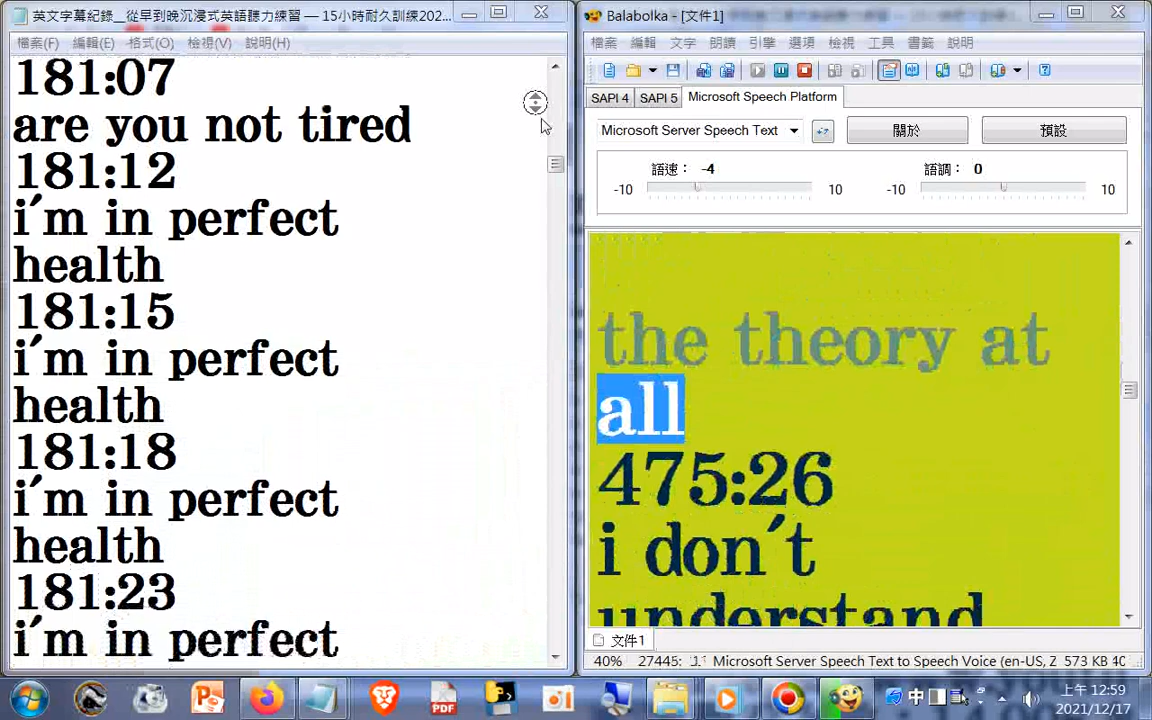 英文字幕紀錄__從早到晚沉浸式英語聽力練習 — 15小時耐久訓練202...
檔案(F) 編輯(E) 格式(O) 檢視(V) 說明(H)
181:07
are you not tired
181:12
i'm in perfect
health
181:15
i'm in perfect
health
181:18
i'm in perfect
health
181:23
i'm in perfect
Balabolka - [文件1]
檔案 編輯 文字 朗讀 引擎 選項 檢視 工具 書籤 說明
SAPI 4 SAPI 5 Microsoft Speech Platform
Microsoft Server Speech Text 關於 預設
語速: -4 語調: 0
-10 10 -10 10
the theory at
all
475:26
i don't
understand
文件1
40% 27445: Microsoft Server Speech Text to Speech Voice (en-US, Z 573 KB
中
上午 12:59
2021/12/17